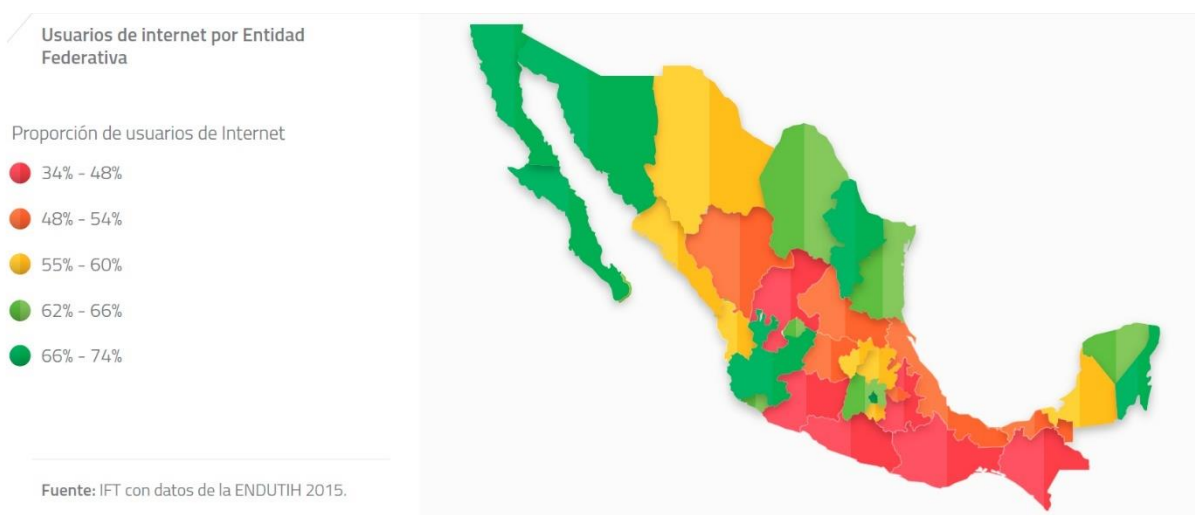 Usuarios de internet por Entidad
Federativa
Proporción de usuarios de Internet
34% - 48%
48% - 54%
55% - 60%
62% - 66%
66% - 74%
Fuente: IFT con datos de la ENDUTIH 2015.